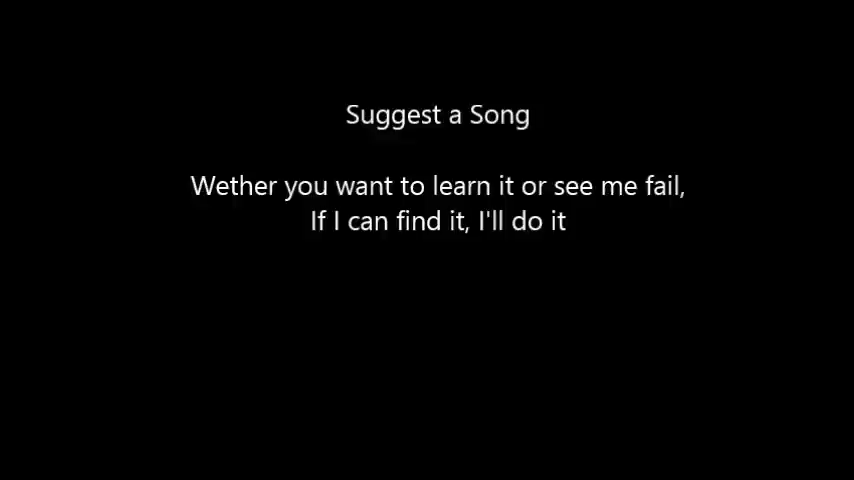 Suggest a Song
Wether you want to learn it or see me fail,
If I can find it, I'll do it